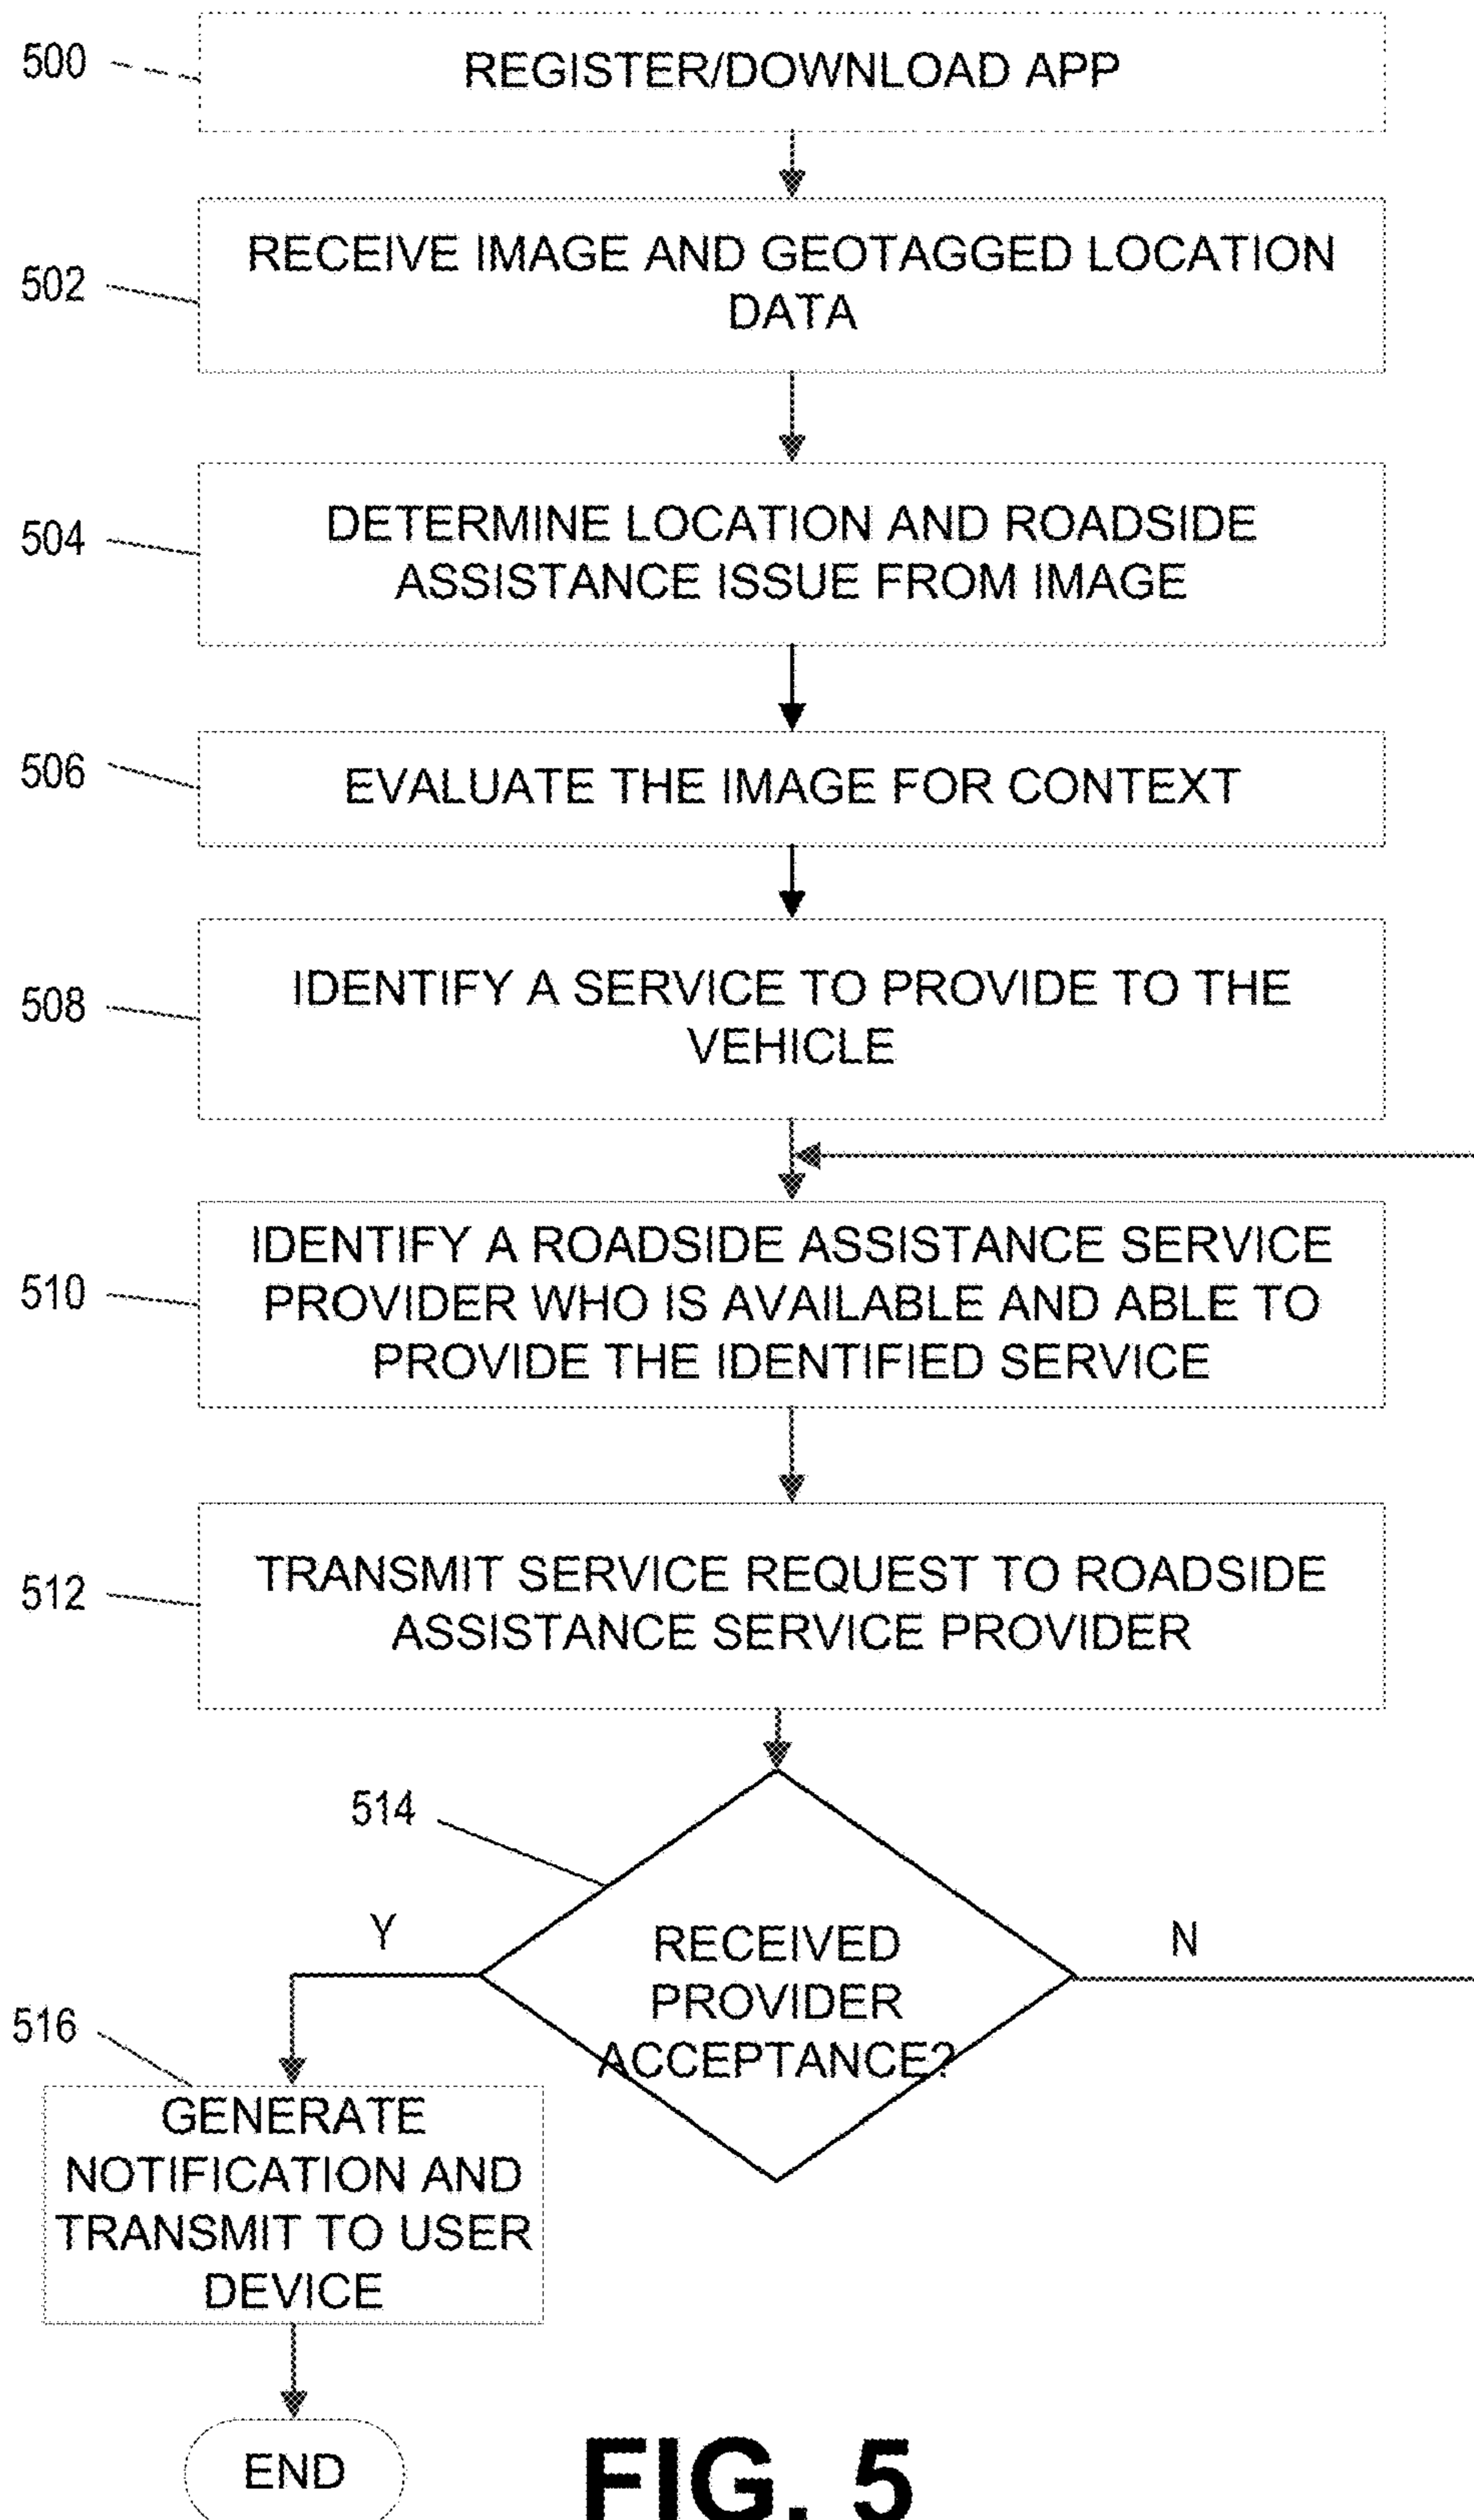 500
REGISTER/DOWNLOAD APP
502
RECEIVE IMAGE AND GEOTAGGED LOCATION
DATA
504
DETERMINE LOCATION AND ROADSIDE
ASSISTANCE ISSUE FROM IMAGE
506
EVALUATE THE IMAGE FOR CONTEXT
508
IDENTIFY A SERVICE TO PROVIDE TO THE
VEHICLE
510
IDENTIFY A ROADSIDE ASSISTANCE SERVICE
PROVIDER WHO IS AVAILABLE AND ABLE TO
PROVIDE THE IDENTIFIED SERVICE
512
TRANSMIT SERVICE REQUEST TO ROADSIDE
ASSISTANCE SERVICE PROVIDER
514
RECEIVED
PROVIDER
ACCEPTANCE?
Y
N
516
GENERATE
NOTIFICATION AND
TRANSMIT TO USER
DEVICE
END
FIG. 5